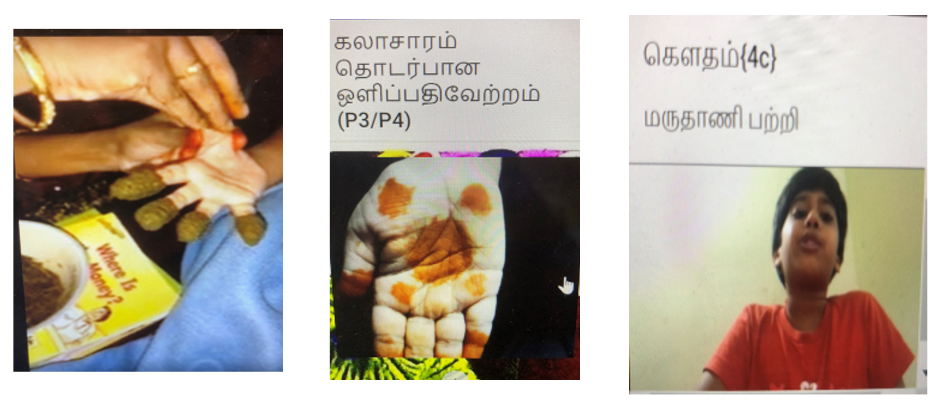 Where Is
Money?
கலாசாரம்
தொடர்பான
ஒளிப்பதிவேற்றம்
(P3/P4)
கௌதம்{4c}
மருதாணி பற்றி